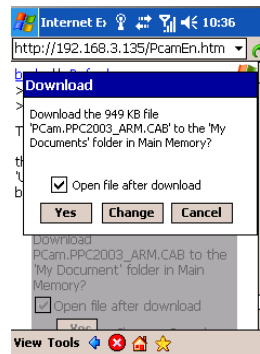 Internet Ex 10:36
http://192.168.3.135/PcamEn.htm
Download
Download the 949 KB file
'PCam.PPC2003_ARM.CAB' to the 'My
Documents' folder in Main Memory?
Open file after download
Yes Change Cancel
Download
PCam.PPC2003_ARM.CAB to the
'My Document' folder in Main
Memory?
Open file after download
Yes
View Tools